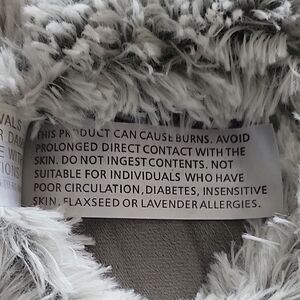 THIS PRODUCT CAN CAUSE BURNS. AVOID
PROLONGED DIRECT CONTACT WITH THE
SKIN. DO NOT INGEST CONTENTS. NOT
SUITABLE FOR INDIVIDUALS WHO HAVE
POOR CIRCULATION, DIABETES, INSENSITIVE
SKIN, FLAXSEED OR LAVENDER ALLERGIES.